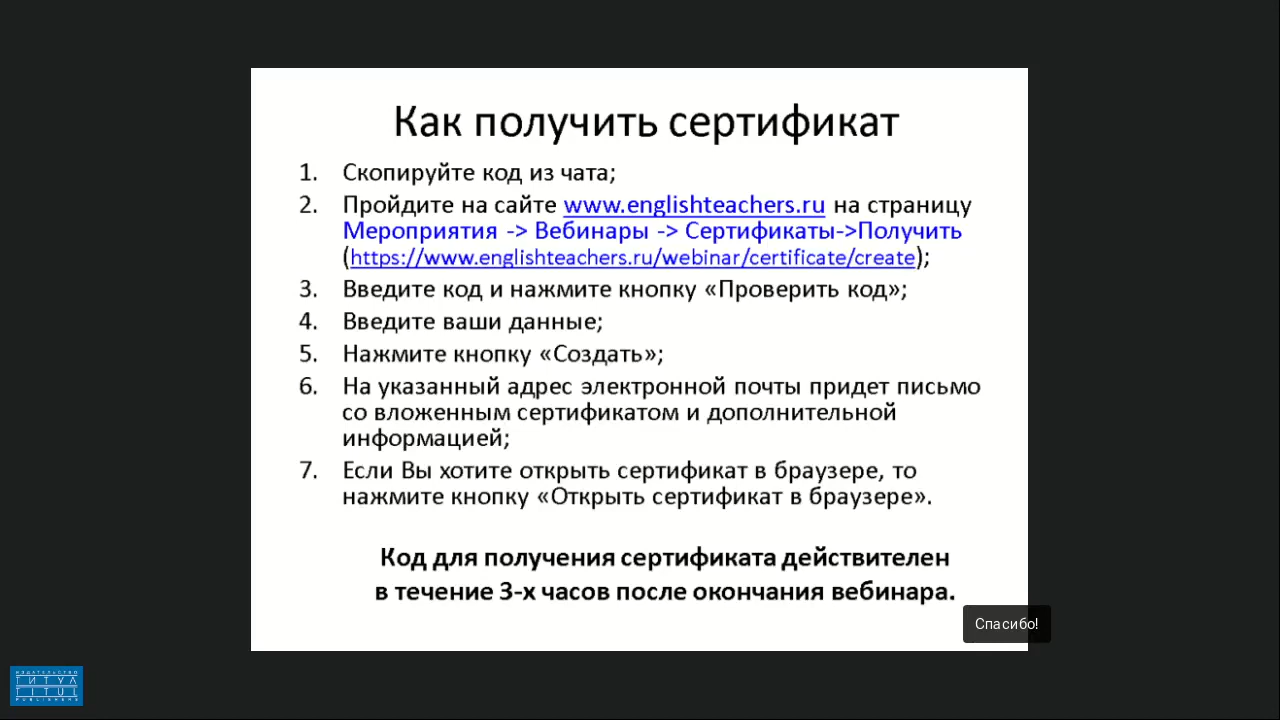 Как получить сертификат
1. Скопируйте код из чата;
2. Пройдите на сайте www.englishteachers.ru на страницу
Мероприятия -> Вебинары -> Сертификаты->Получить
(https://www.englishteachers.ru/webinar/certificate/create);
3. Введите код и нажмите кнопку «Проверить код»;
4. Введите ваши данные;
5. Нажмите кнопку «Создать»;
6. На указанный адрес электронной почты придет письмо
со вложенным сертификатом и дополнительной
информацией;
7. Если Вы хотите открыть сертификат в браузере, то
нажмите кнопку «Открыть сертификат в браузере».
Код для получения сертификата действителен
в течение 3-х часов после окончания вебинара.
Спасибо!
ИЗДАТЕЛЬСТВО
ТИТУЛ
TITUL
PUBLISHERS